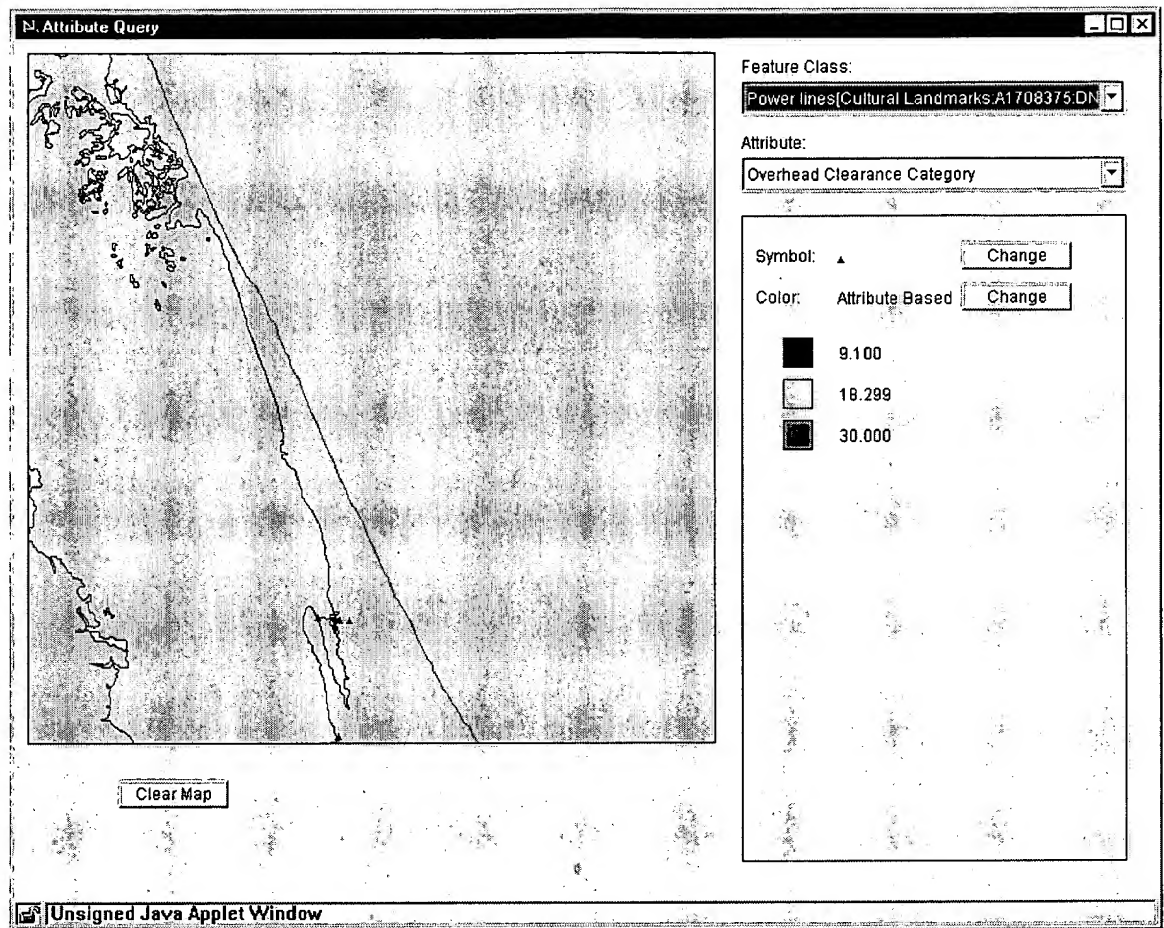 Attribute Query
Feature Class:
Power lines[Cultural Landmarks:A1708375:DN
Attribute:
Overhead Clearance Category
Symbol: Change
Color: Attribute Based Change
9.100
18.299
30.000
Clear Map
Unsigned Java Applet Window